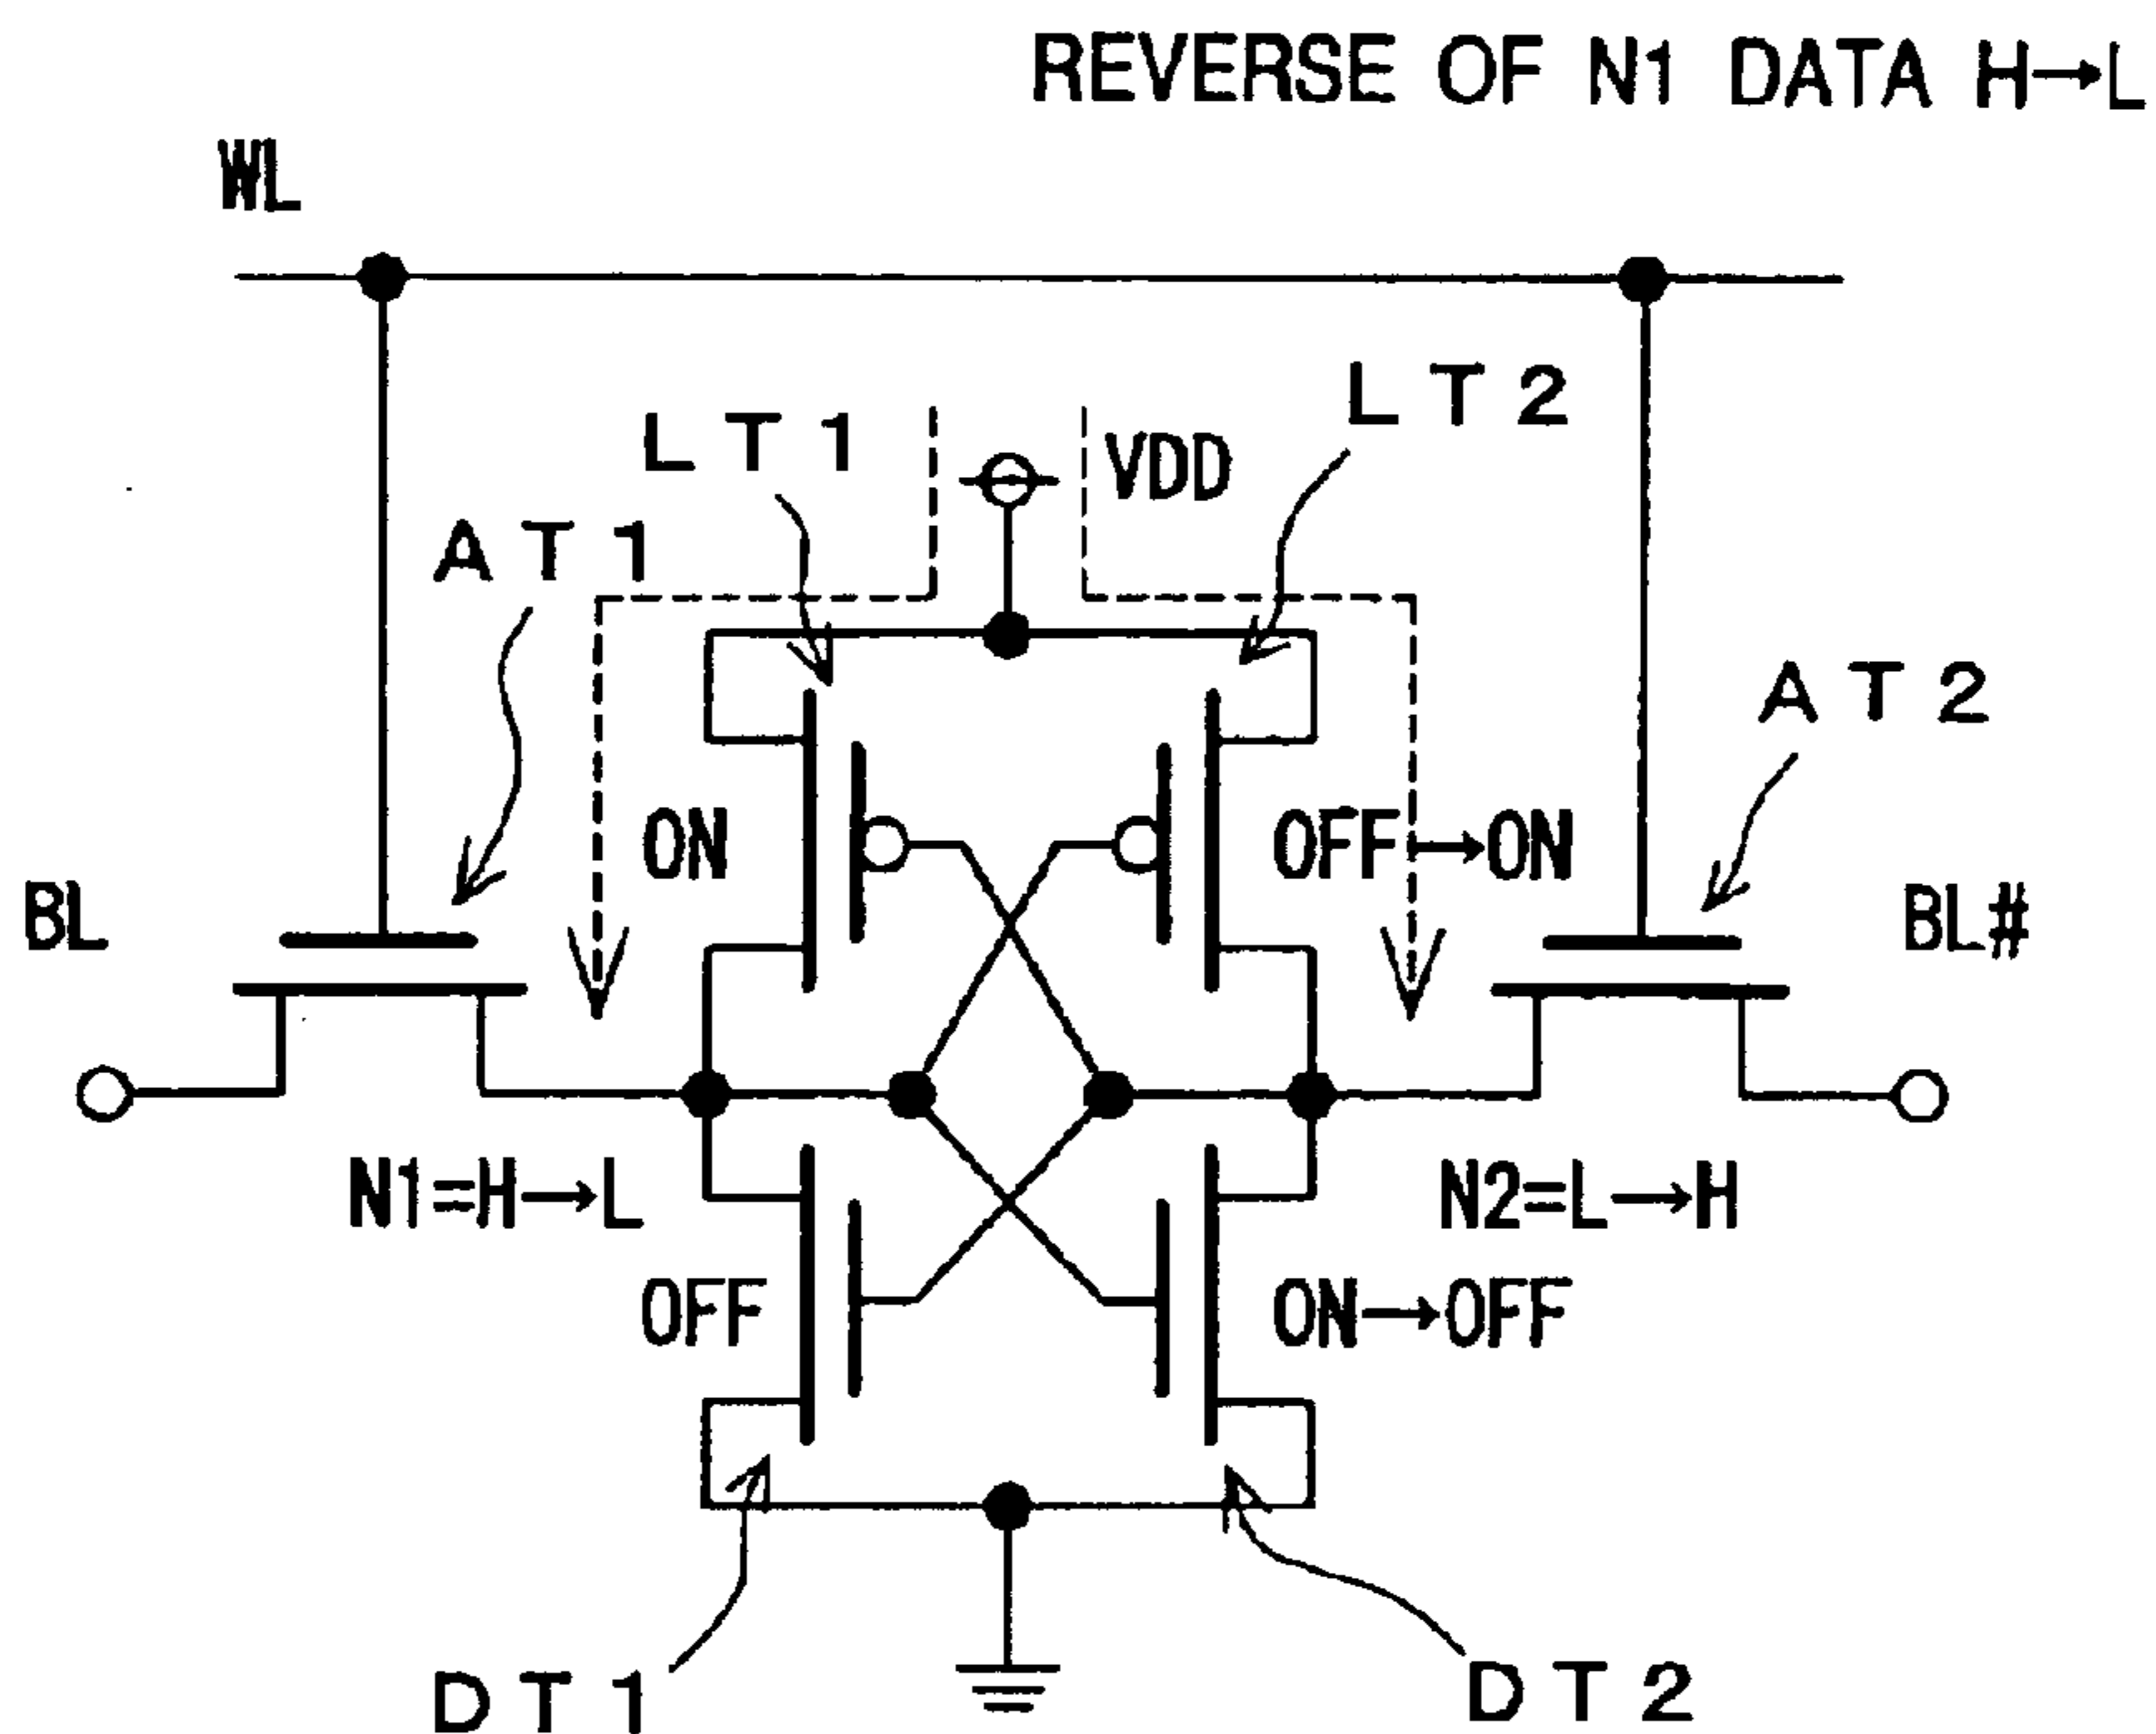 REVERSE OF N1 DATA H→L
WL
LT1
VDD
LT2
AT1
AT2
ON
OFF→ON
BL
BL#
N1=H→L
N2=L→H
OFF
ON→OFF
DT1
DT2